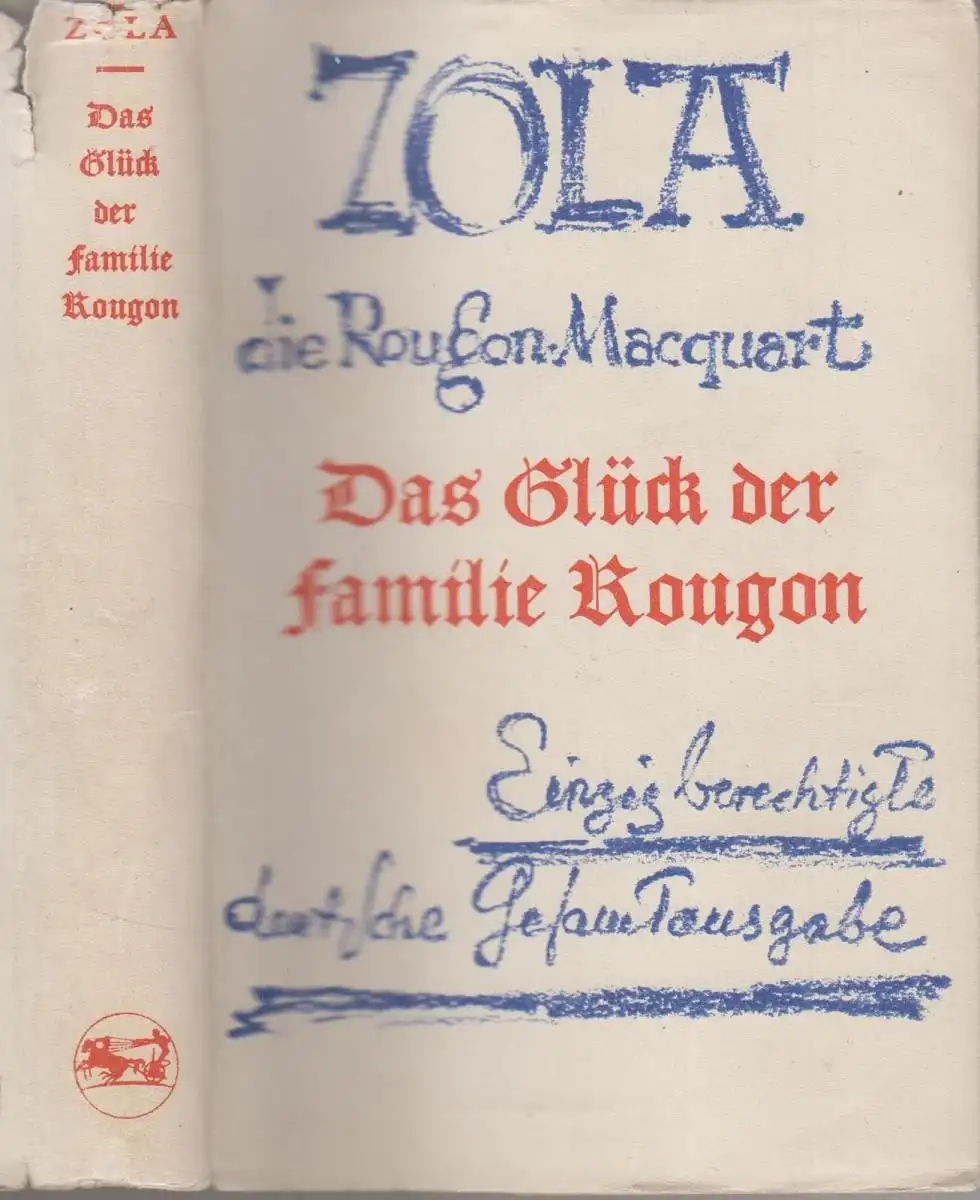 ZOLA
Das
Glück
der
Familie
Rougon
ZOLA
I.
die Rougon-Macquart
Das Glück der
Familie Rougon
Einzig berechtigte
deutsche Gesamtausgabe